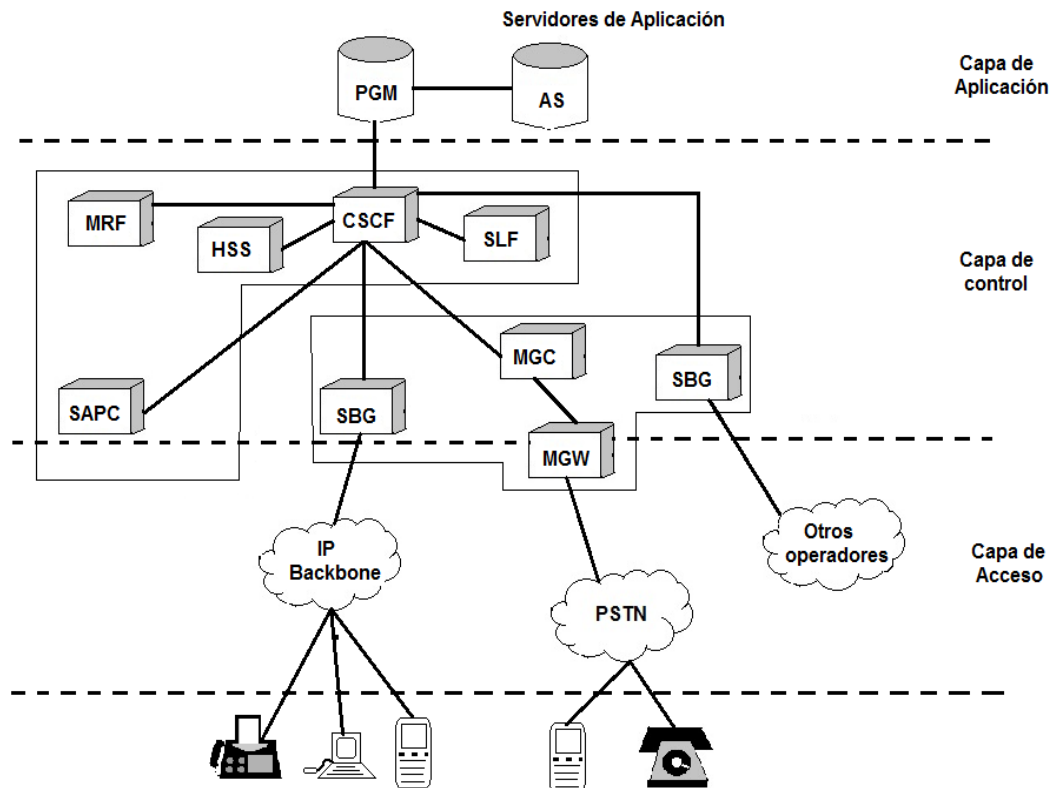 Servidores de Aplicación
PGM
AS
Capa de
Aplicación
MRF
HSS
CSCF
SLF
Capa de
control
SAPC
SBG
MGC
SBG
MGW
IP
Backbone
PSTN
Otros
operadores
Capa de
Acceso